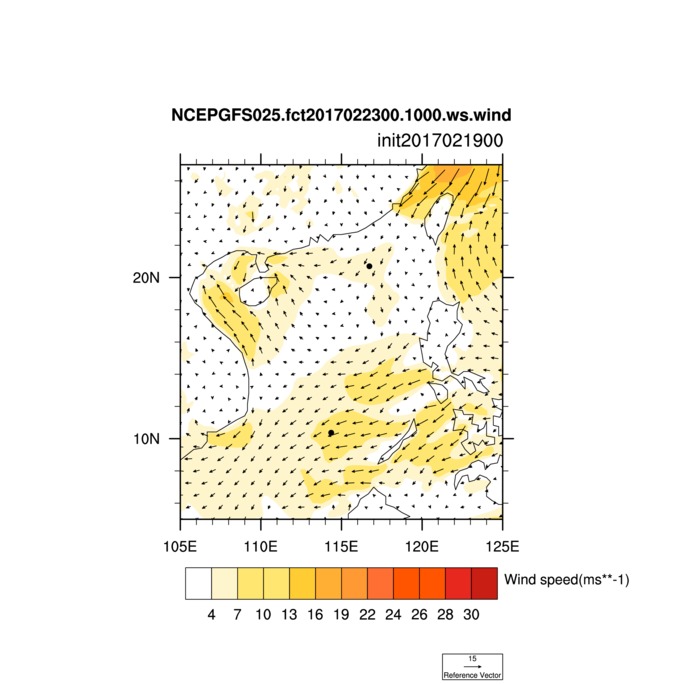 NCEPGFS025.fct2017022300.1000.ws.wind
init2017021900
20N
10N
105E 110E 115E 120E 125E
Wind speed(ms**-1)
4 7 10 13 16 19 22 24 26 28 30
15
Reference Vector